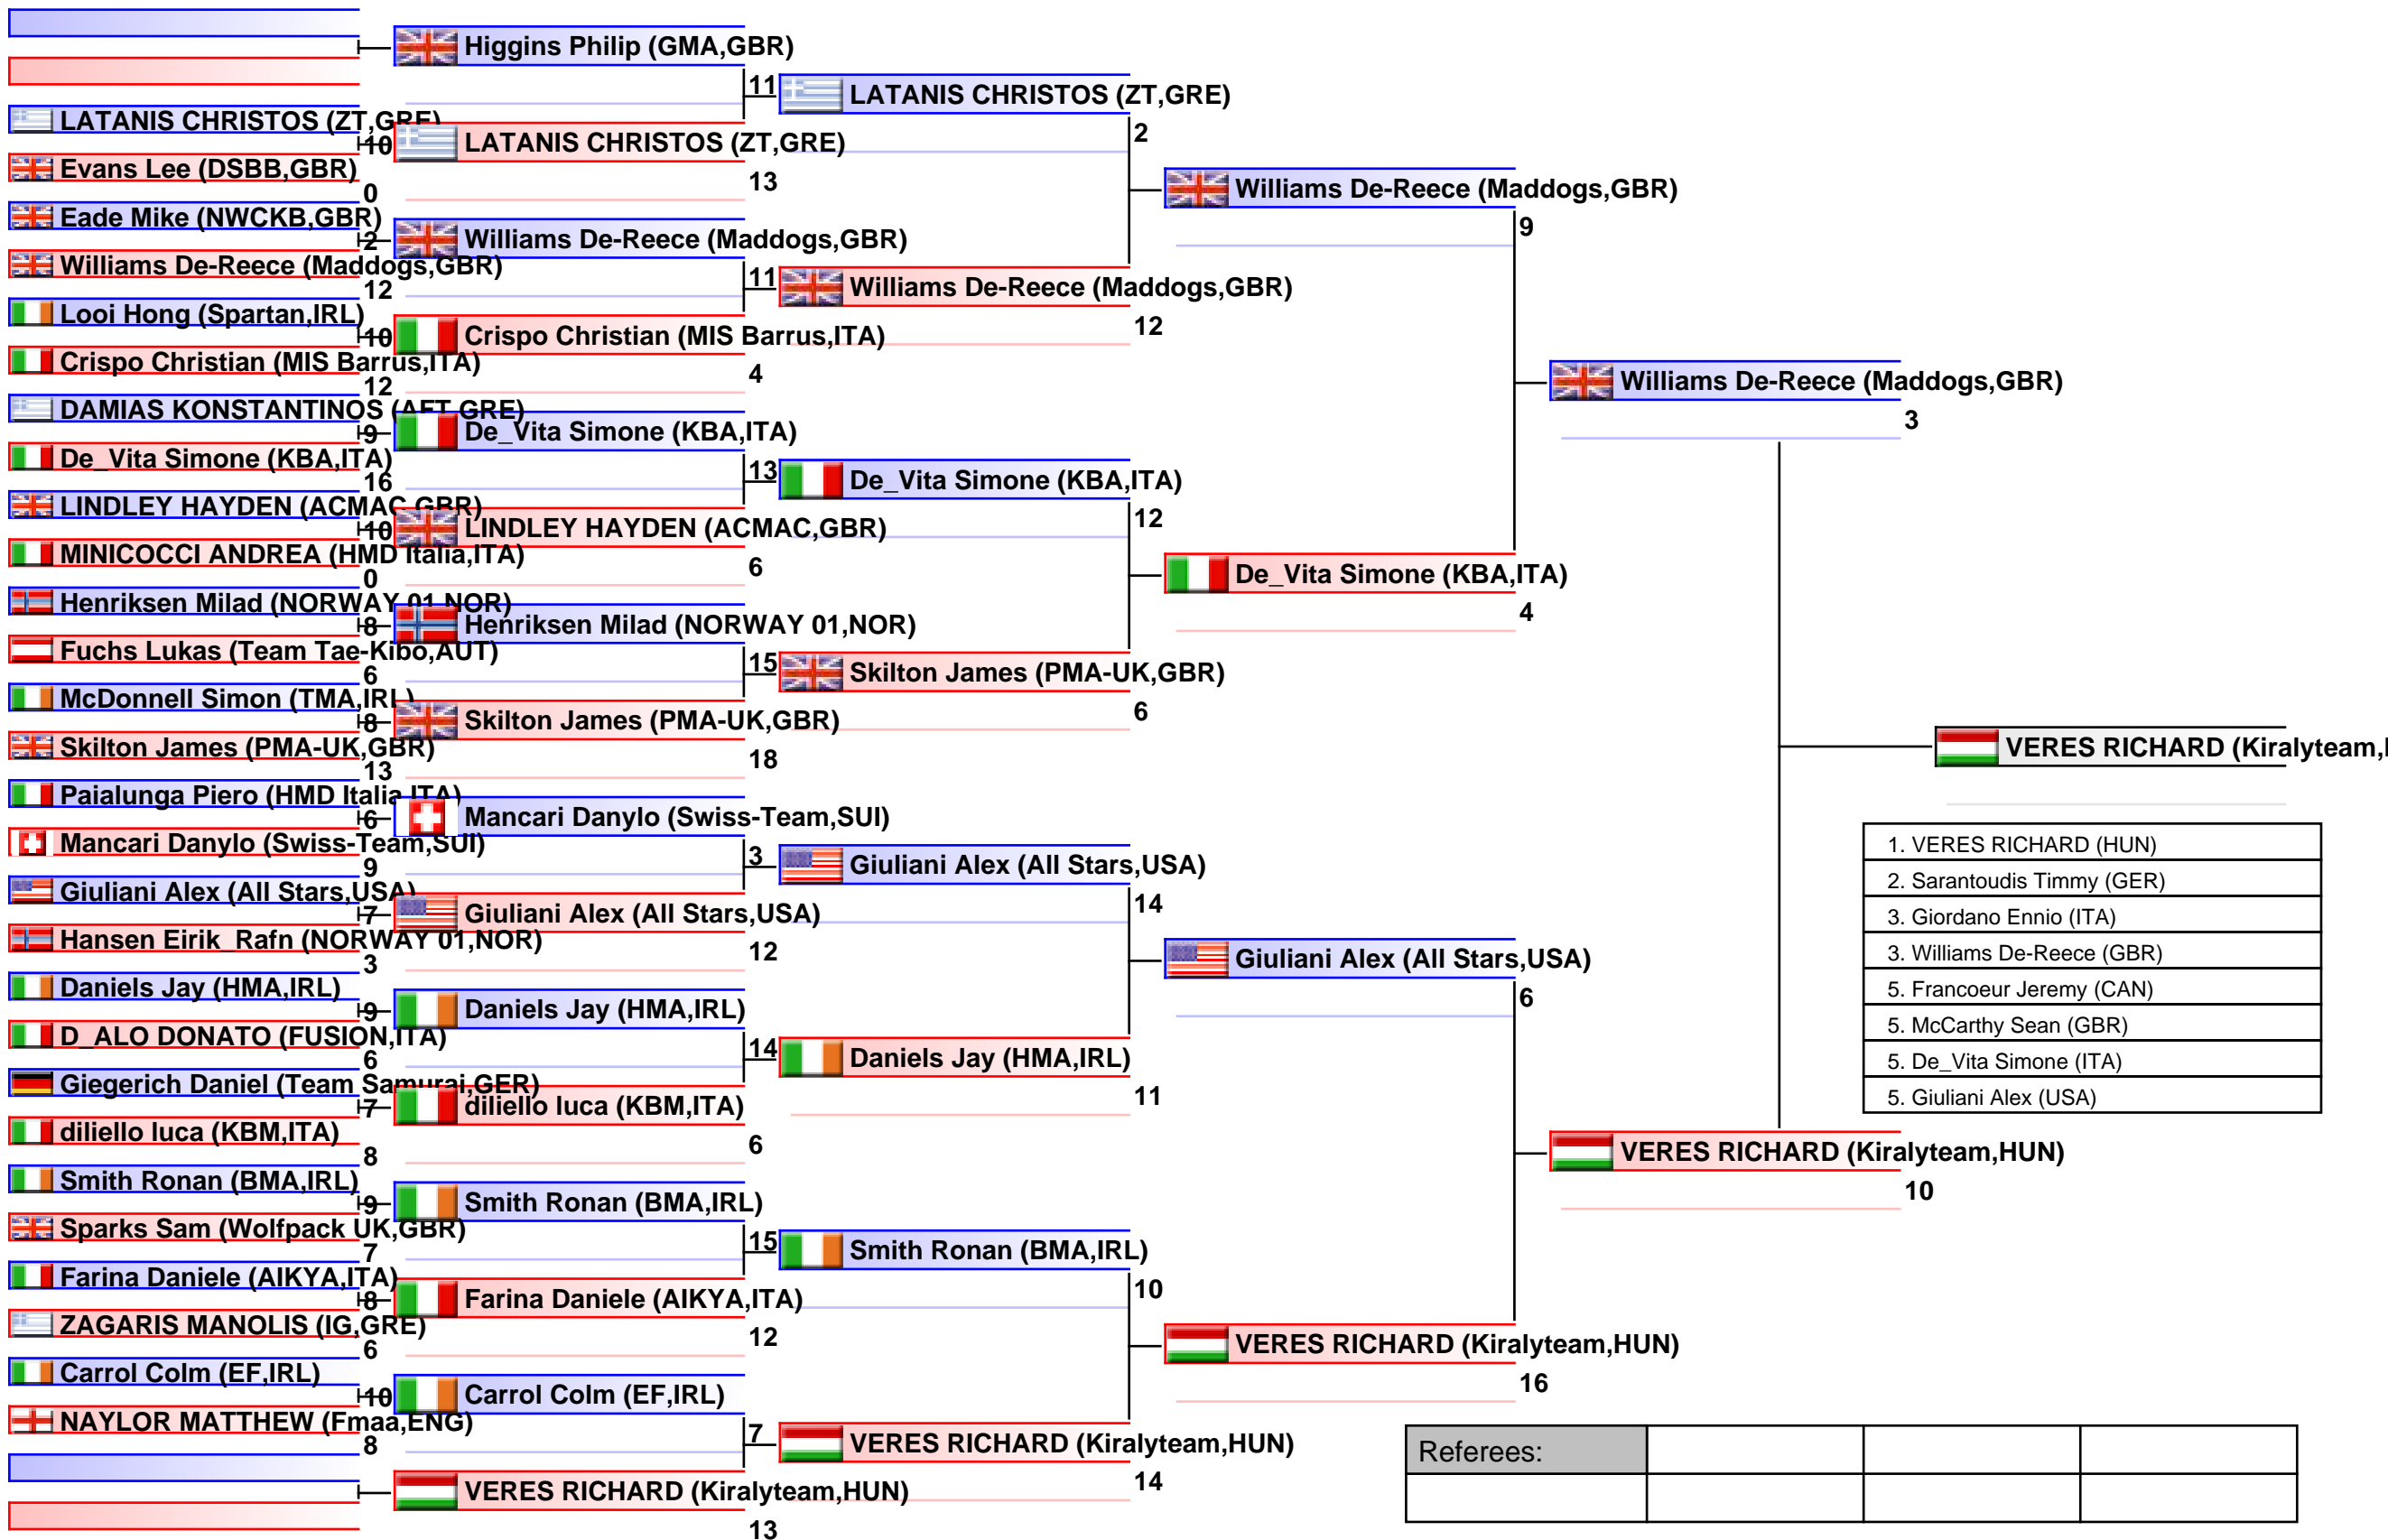 Higgins Philip (GMA,GBR)
11
LATANIS CHRISTOS (ZT,GRE)
LATANIS CHRISTOS (ZT,GRE)
10
2
LATANIS CHRISTOS (ZT,GRE)
Evans Lee (DSBB,GBR)
0
13
Williams De-Reece (Maddogs,GBR)
9
Eade Mike (NWCKB,GBR)
2
Williams De-Reece (Maddogs,GBR)
Williams De-Reece (Maddogs,GBR)
12
11
Williams De-Reece (Maddogs,GBR)
12
Looi Hong (Spartan,IRL)
10
Crispo Christian (MIS Barrus,ITA)
Crispo Christian (MIS Barrus,ITA)
12
4
Williams De-Reece (Maddogs,GBR)
3
DAMIAS KONSTANTINOS (AFT,GRE)
9
De_Vita Simone (KBA,ITA)
De_Vita Simone (KBA,ITA)
16
13
De_Vita Simone (KBA,ITA)
12
LINDLEY HAYDEN (ACMAC,GBR)
10
LINDLEY HAYDEN (ACMAC,GBR)
MINICOCCI ANDREA (HMD Italia,ITA)
0
6
De_Vita Simone (KBA,ITA)
4
Henriksen Milad (NORWAY 01,NOR)
8
Henriksen Milad (NORWAY 01,NOR)
Fuchs Lukas (Team Tae-Kibo,AUT)
6
15
Skilton James (PMA-UK,GBR)
6
McDonnell Simon (TMA,IRL)
8
Skilton James (PMA-UK,GBR)
Skilton James (PMA-UK,GBR)
13
18
VERES RICHARD (Kiralyteam,
Paialunga Piero (HMD Italia,ITA)
6
Mancari Danylo (Swiss-Team,SUI)
Mancari Danylo (Swiss-Team,SUI)
9
3
Giuliani Alex (All Stars,USA)
14
Giuliani Alex (All Stars,USA)
7
Giuliani Alex (All Stars,USA)
Hansen Eirik_Rafn (NORWAY 01,NOR)
3
12
Giuliani Alex (All Stars,USA)
6
1. VERES RICHARD (HUN)
2. Sarantoudis Timmy (GER)
3. Giordano Ennio (ITA)
3. Williams De-Reece (GBR)
5. Francoeur Jeremy (CAN)
5. McCarthy Sean (GBR)
5. De_Vita Simone (ITA)
5. Giuliani Alex (USA)
Daniels Jay (HMA,IRL)
9
Daniels Jay (HMA,IRL)
D_ALO DONATO (FUSION,ITA)
6
14
Daniels Jay (HMA,IRL)
11
Giegerich Daniel (Team Samurai,GER)
7
diliello luca (KBM,ITA)
diliello luca (KBM,ITA)
8
6
VERES RICHARD (Kiralyteam,HUN)
10
Smith Ronan (BMA,IRL)
9
Smith Ronan (BMA,IRL)
Sparks Sam (Wolfpack UK,GBR)
7
15
Smith Ronan (BMA,IRL)
10
Farina Daniele (AIKYA,ITA)
8
Farina Daniele (AIKYA,ITA)
ZAGARIS MANOLIS (IG,GRE)
6
12
VERES RICHARD (Kiralyteam,HUN)
16
Carrol Colm (EF,IRL)
10
Carrol Colm (EF,IRL)
NAYLOR MATTHEW (Fmaa,ENG)
8
7
VERES RICHARD (Kiralyteam,HUN)
14
VERES RICHARD (Kiralyteam,HUN)
13
Referees: